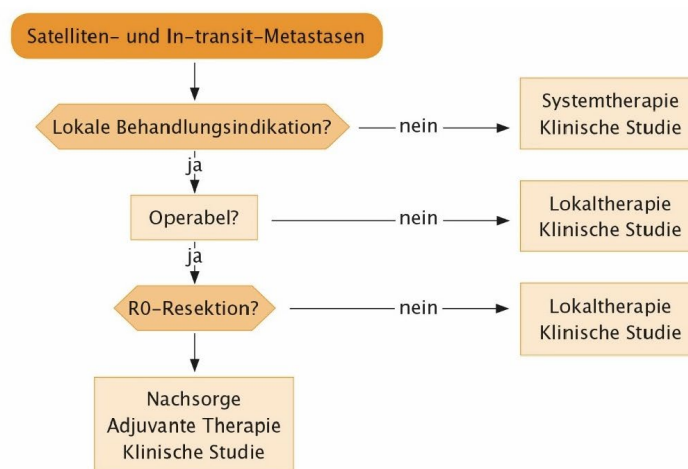 Satelliten- und In-transit-Metastasen
Lokale Behandlungsindikation?
nein
Systemtherapie
Klinische Studie
ja
Operabel?
nein
Lokaltherapie
Klinische Studie
ja
R0-Resektion?
nein
Lokaltherapie
Klinische Studie
Nachsorge
Adjuvante Therapie
Klinische Studie